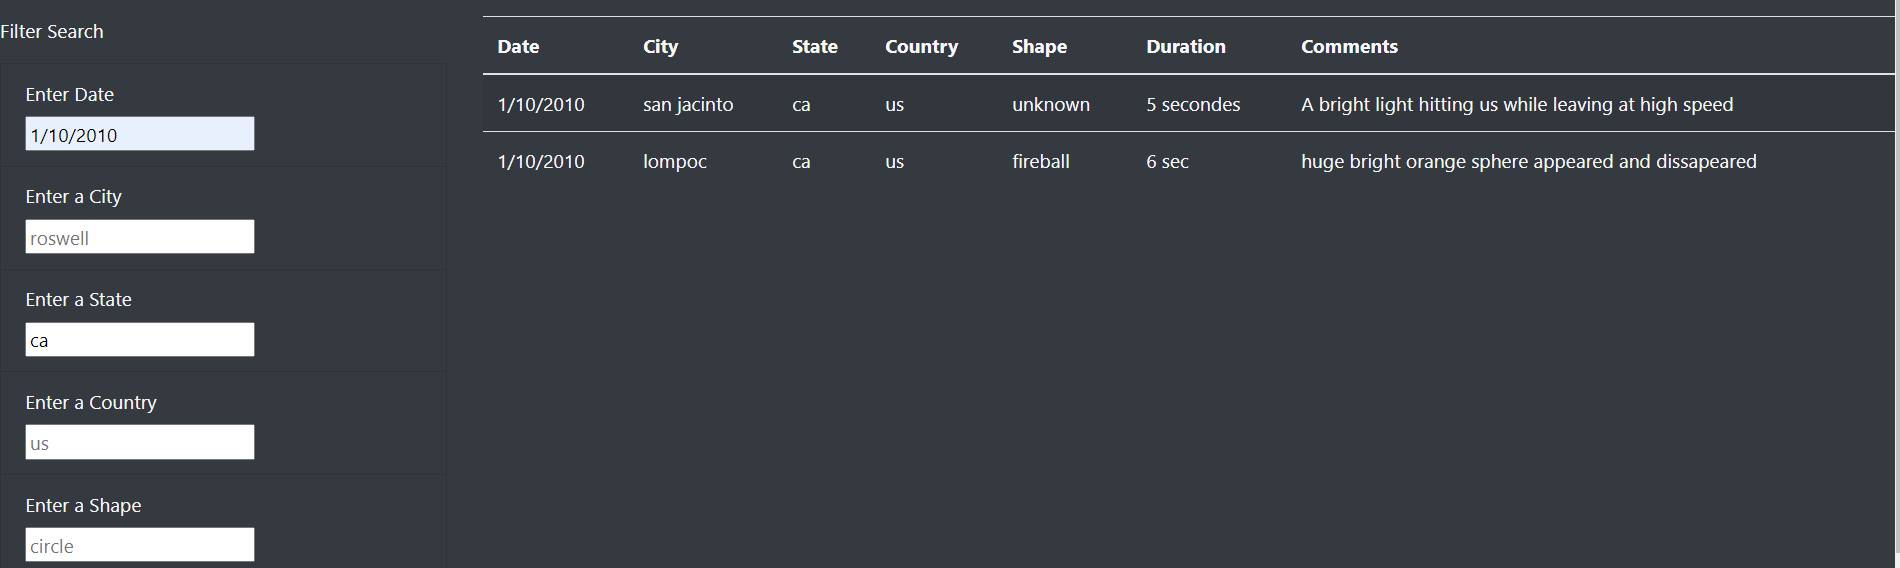 Filter Search
Enter Date
1/10/2010
Enter a City
roswell
Enter a State
ca
Enter a Country
us
Enter a Shape
circle
Date City State Country Shape Duration Comments
1/10/2010 san jacinto ca us unknown 5 secondes A bright light hitting us while leaving at high speed
1/10/2010 lompoc ca us fireball 6 sec huge bright orange sphere appeared and dissapeared